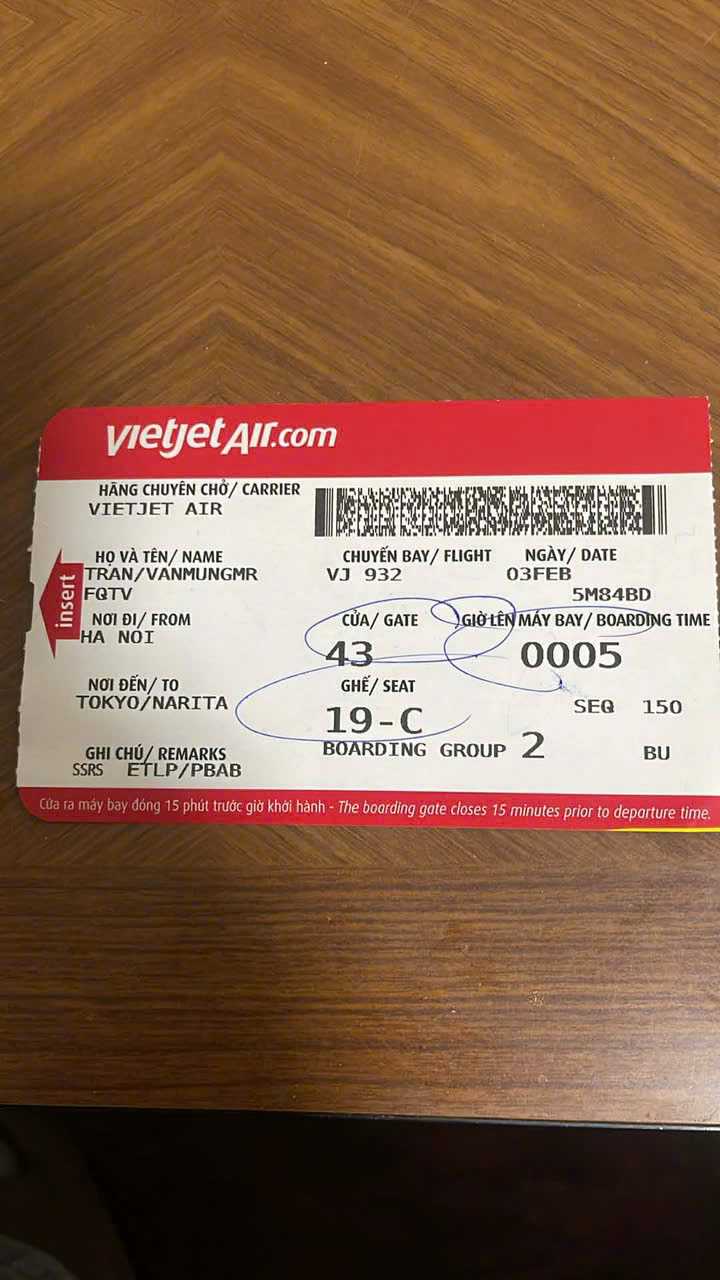 vietjetAir.com
HÃNG CHUYÊN CHỞ/ CARRIER
VIETJET AIR
HỌ VÀ TÊN/ NAME CHUYẾN BAY/ FLIGHT NGÀY/ DATE
TRAN/VANMUNGMR VJ 932 03FEB
FQTV 5M84BD
insert
NƠI ĐI/ FROM CỬA/ GATE GIỜ LÊN MÁY BAY/ BOARDING TIME
HA NOI 43 0005
NƠI ĐẾN/ TO GHẾ/ SEAT
TOKYO/NARITA 19-C SEQ 150
GHI CHÚ/ REMARKS BOARDING GROUP 2 BU
SSRS ETLP/PBAB
Cửa ra máy bay đóng 15 phút trước giờ khởi hành - The boarding gate closes 15 minutes prior to departure time.